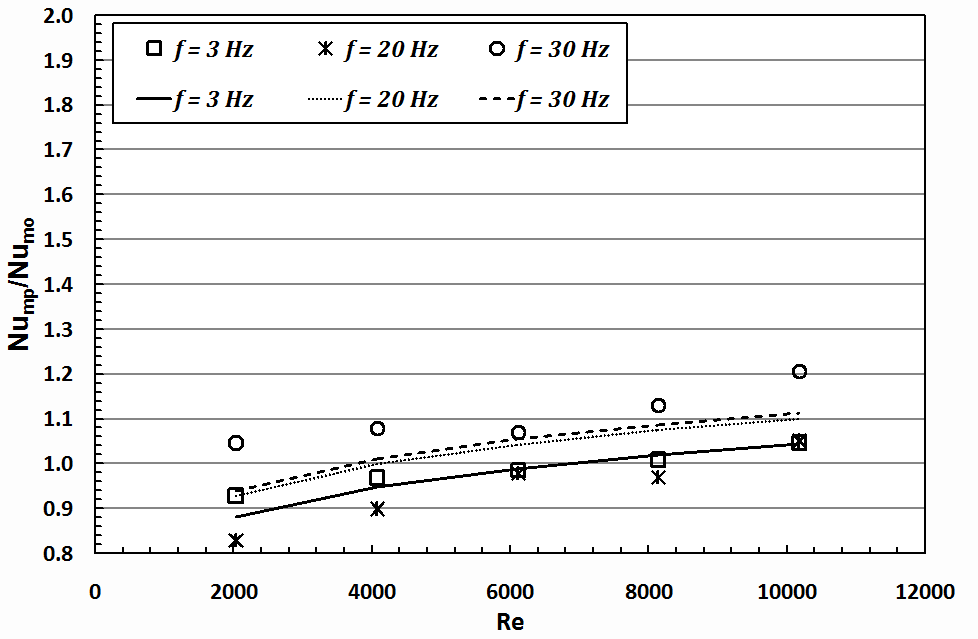 2.0
f = 3 Hz f = 20 Hz f = 30 Hz
1.9
f = 3 Hz f = 20 Hz f = 30 Hz
1.8
1.7
1.6
1.5
1.4
1.3
1.2
1.1
1.0
0.9
0.8
Nump/Numo
0 2000 4000 6000 8000 10000 12000
Re